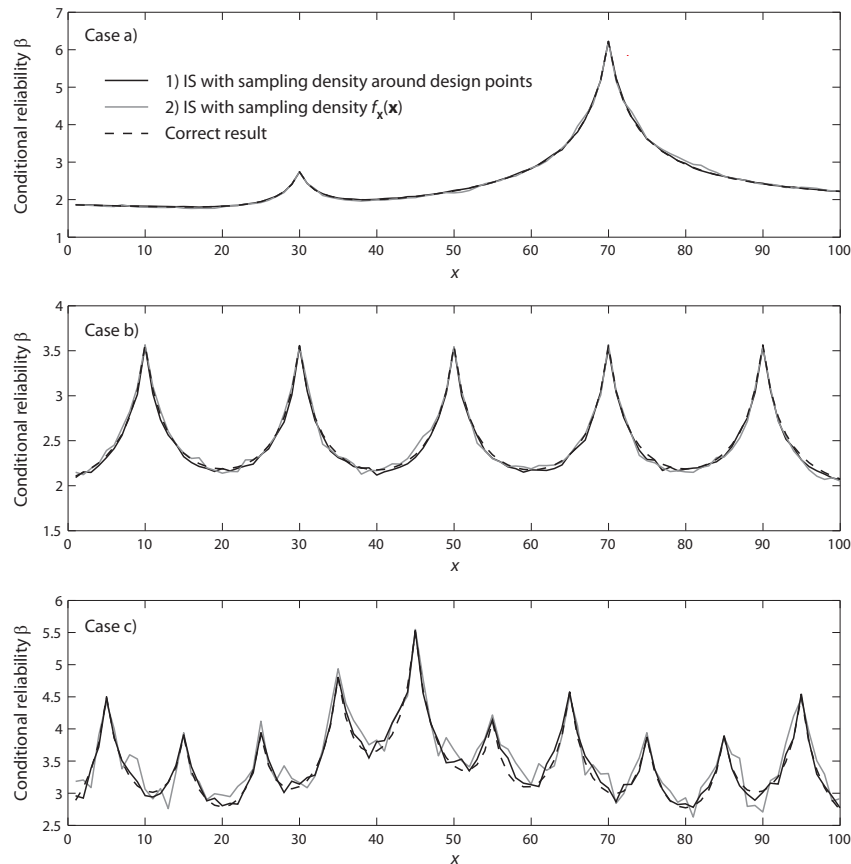 7
6
5
4
3
2
1
Conditional reliability β
Case a)
1) IS with sampling density around design points
2) IS with sampling density fx(x)
Correct result
0 10 20 30 40 50 60 70 80 90 100
x
4
3.5
3
2.5
2
1.5
Conditional reliability β
Case b)
0 10 20 30 40 50 60 70 80 90 100
x
6
5.5
5
4.5
4
3.5
3
2.5
Conditional reliability β
Case c)
0 10 20 30 40 50 60 70 80 90 100
x